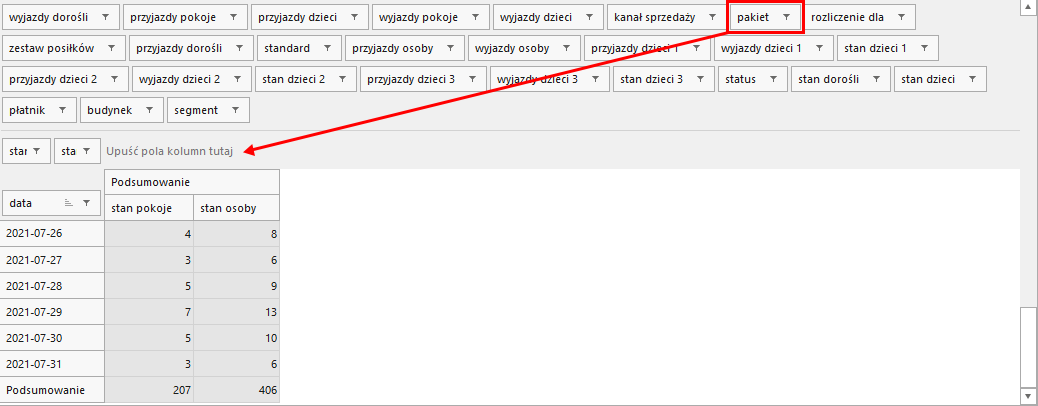 wyjazdy dorośli przyjazdy pokoje przyjazdy dzieci wyjazdy pokoje wyjazdy dzieci kanał sprzedaży pakiet rozliczenie dla
zestaw posiłków przyjazdy dorośli standard przyjazdy osoby wyjazdy osoby przyjazdy dzieci 1 wyjazdy dzieci 1 stan dzieci 1
przyjazdy dzieci 2 wyjazdy dzieci 2 stan dzieci 2 przyjazdy dzieci 3 wyjazdy dzieci 3 stan dzieci 3 status stan dorośli stan dzieci
płatnik budynek segment
star sta Upuść pola kolumn tutaj
Podsumowanie
data stan pokoje stan osoby
2021-07-26 4 8
2021-07-27 3 6
2021-07-28 5 9
2021-07-29 7 13
2021-07-30 5 10
2021-07-31 3 6
Podsumowanie 207 406